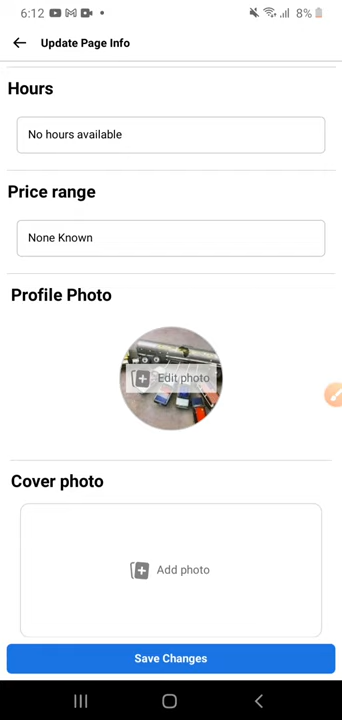 6:12
8%
Update Page Info
Hours
No hours available
Price range
None Known
Profile Photo
Edit photo
Cover photo
Add photo
Save Changes